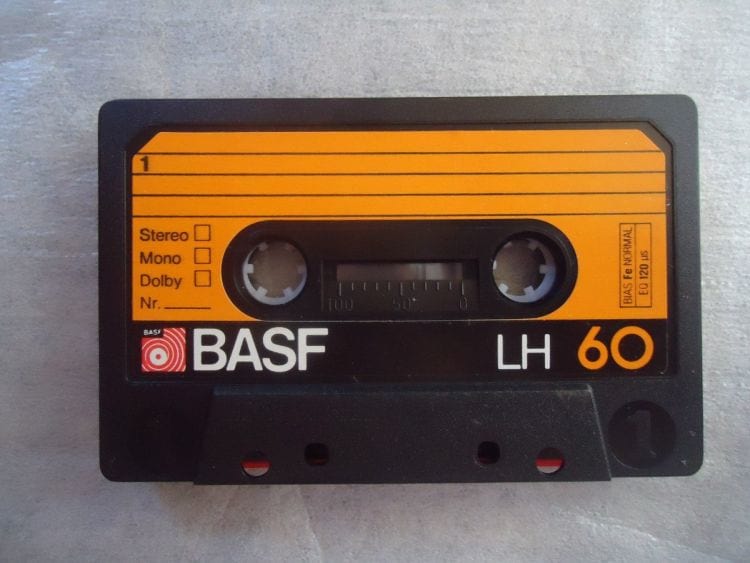 1
Stereo
Mono
Dolby
Nr.
100 50 0
BIAS Fe NORMAL
EQ 120 µs
BASF
BASF
LH 60
1